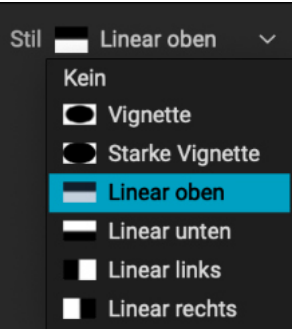 Stil Linear oben
Kein
Vignette
Starke Vignette
Linear oben
Linear unten
Linear links
Linear rechts